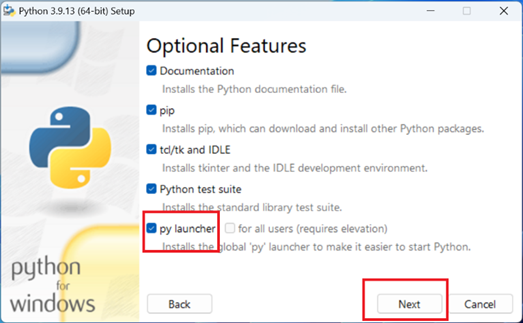 Python 3.9.13 (64-bit) Setup
Optional Features
Documentation
Installs the Python documentation file.
pip
Installs pip, which can download and install other Python packages.
tcl/tk and IDLE
Installs tkinter and the IDLE development environment.
Python test suite
Installs the standard library test suite.
py launcher for all users (requires elevation)
Installs the global 'py' launcher to make it easier to start Python.
python
for
windows
Back Next Cancel